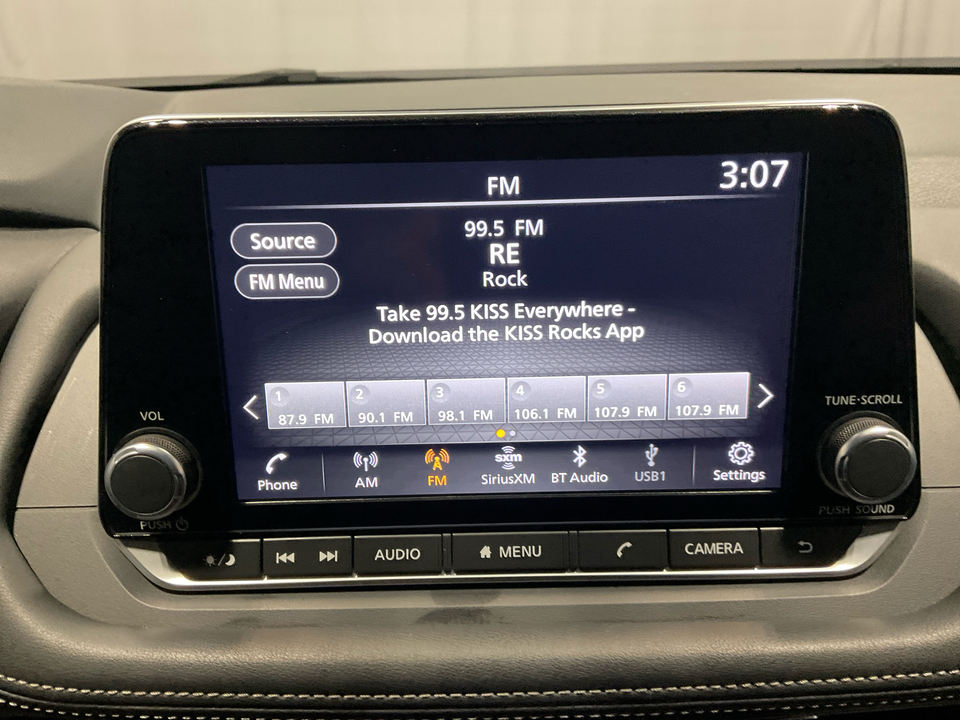 FM
3:07
Source
99.5 FM
RE
FM Menu
Rock
Take 99.5 KISS Everywhere -
Download the KISS Rocks App
1
87.9 FM
2
90.1 FM
3
98.1 FM
4
106.1 FM
5
107.9 FM
6
107.9 FM
VOL
TUNE·SCROLL
Phone
AM
FM
sxm
SiriusXM
BT Audio
USB1
Settings
PUSH
PUSH SOUND
AUDIO
MENU
CAMERA